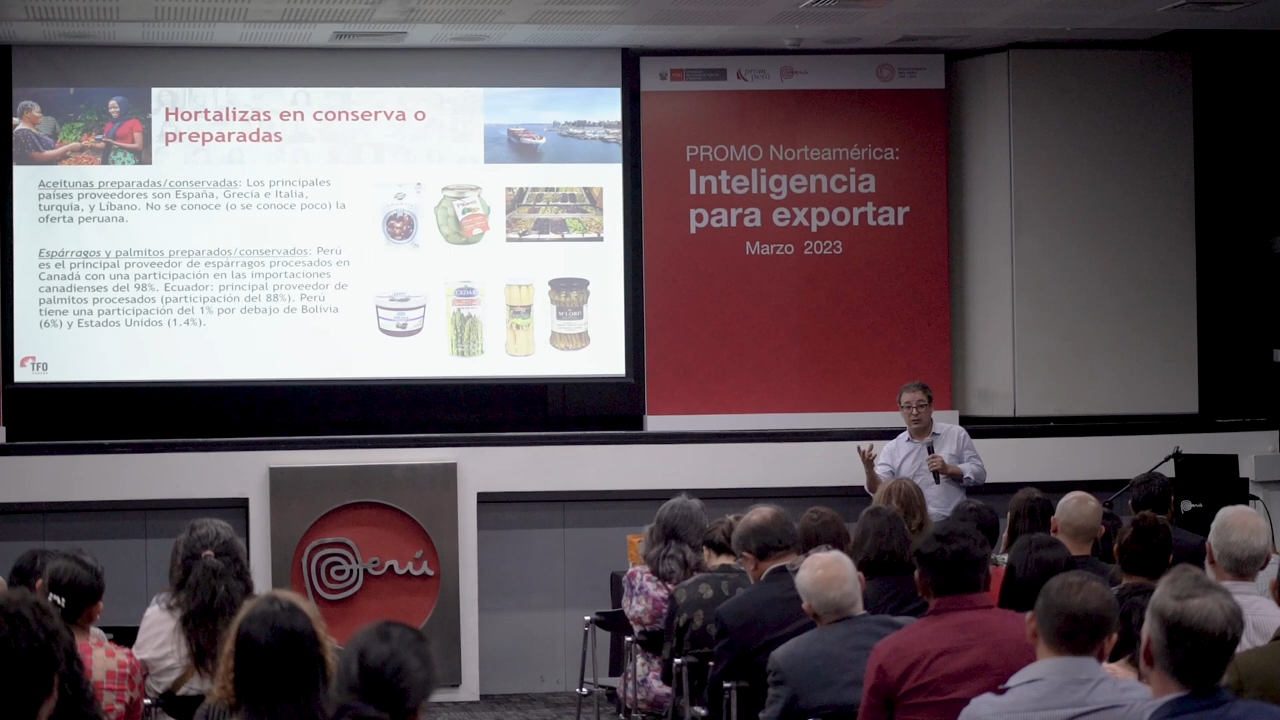 Hortalizas en conserva o
preparadas
Aceitunas preparadas/conservadas: Los principales
países proveedores son España, Grecia e Italia,
turquia, y Líbano. No se conoce (o se conoce poco) la
oferta peruana.
Espárragos y palmitos preparados/conservados: Perú
es el principal proveedor de espárragos procesados en
Canadá con una participación en las importaciones
canadienses del 98%. Ecuador: principal proveedor de
palmitos procesados (participación del 88%). Perú
tiene una participación del 1% por debajo de Bolivia
(6%) y Estados Unidos (1.4%).
TFO
CEDAR
PROMO Norteamérica:
Inteligencia
para exportar
Marzo 2023
Perú